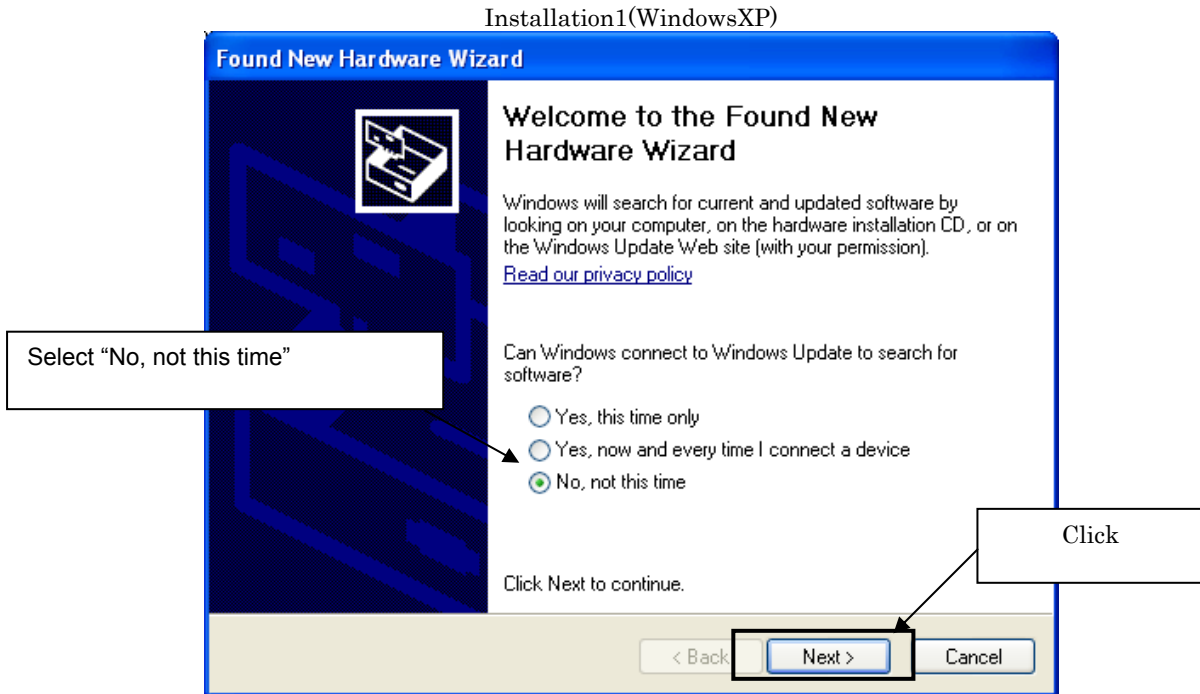 Installation1(WindowsXP)
Found New Hardware Wizard
Welcome to the Found New
Hardware Wizard
Windows will search for current and updated software by
looking on your computer, on the hardware installation CD, or on
the Windows Update Web site (with your permission).
Read our privacy policy
Select “No, not this time”
Can Windows connect to Windows Update to search for
software?
Yes, this time only
Yes, now and every time I connect a device
No, not this time
Click
Click Next to continue.
< Back
Next >
Cancel